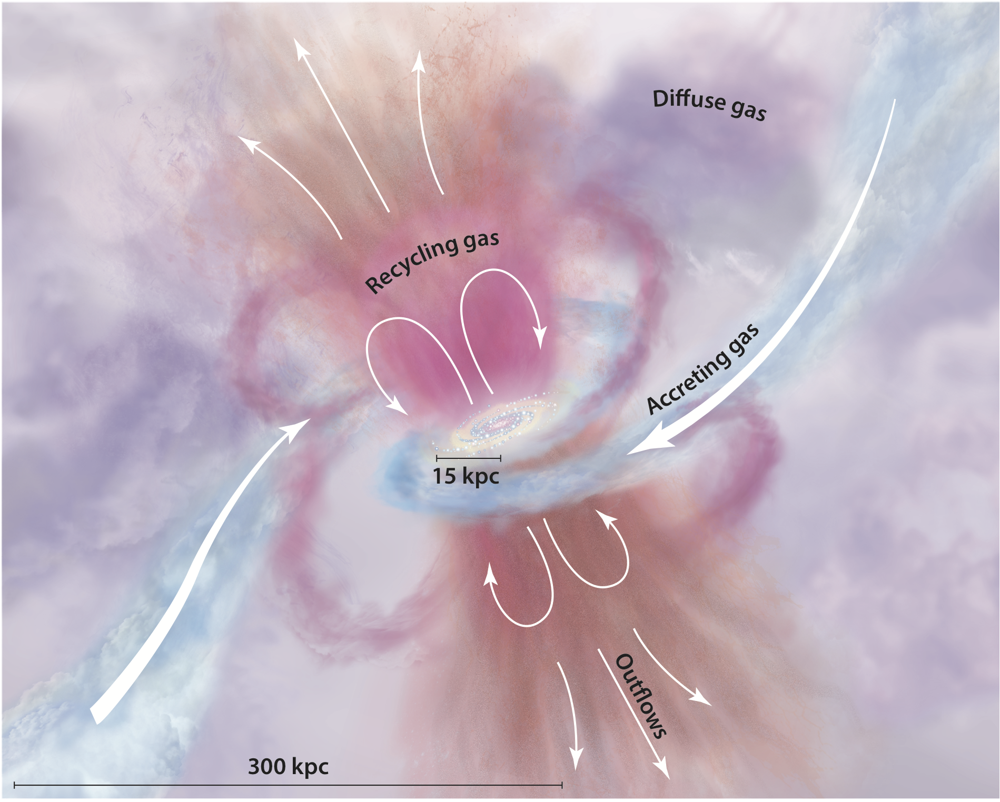 Diffuse gas
Recycling gas
Accreting gas
15 kpc
Outflows
300 kpc